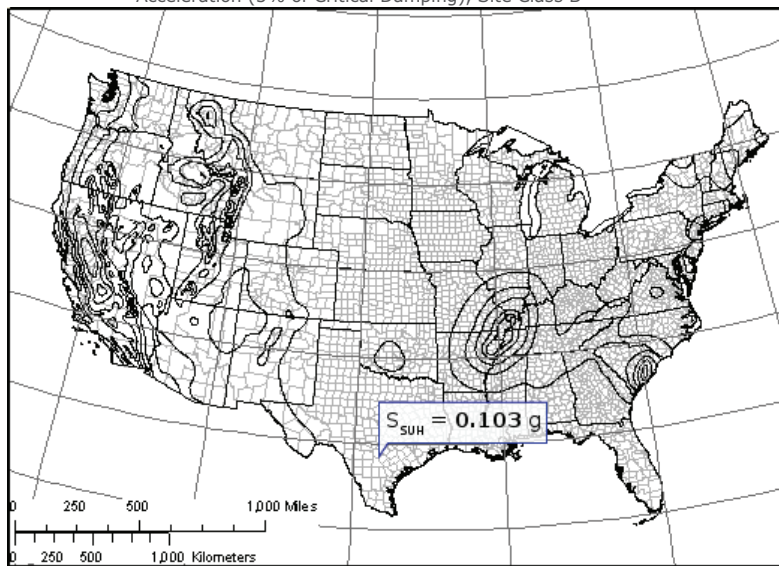 Acceleration (5% of Critical Damping), Site Class B
S_SUH = 0.103 g
0 250 500 1,000 Miles
0 250 500 1,000 Kilometers